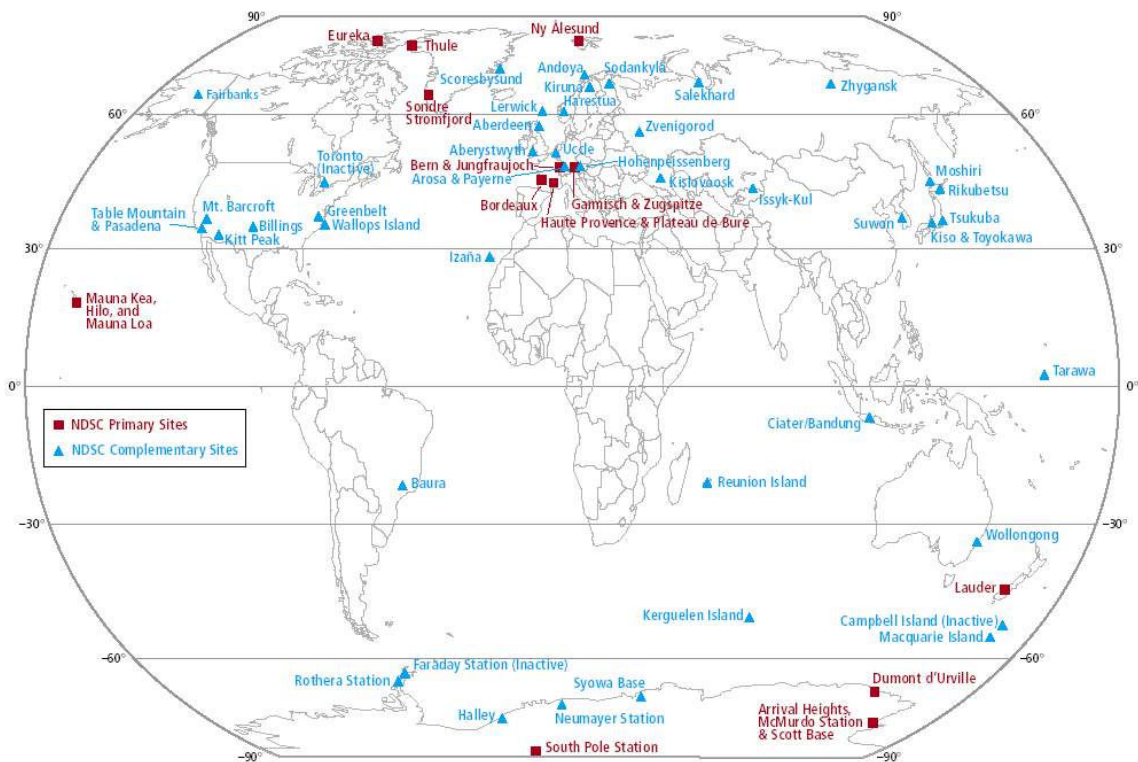 90°
90°
Eureka
Thule
Ny Ålesund
Scoresbysund
Andoya
Sodankyla
Kiruna
Salekhard
Zhygansk
Fairbanks
Sondre
Stromfjord
Lerwick
Harestua
60°
60°
Aberdeen
Zvenigorod
Toronto
(Inactive)
Aberystwyth
Ucde
Bern & Jungfraujoch
Hohenpeissenberg
Arosa & Payerne
Kislovaosk
Issyk-Kul
Moshiri
Rikubetsu
Bordeaux
Garmisch & Zugspitze
Haute Provence & Plateau de Bure
Table Mountain
& Pasadena
Mt. Barcroft
Kitt Peak
Billings
Greenbelt
Wallops Island
Suwon
Tsukuba
Kiso & Toyokawa
30°
30°
Izaña
Mauna Kea,
Hilo, and
Mauna Loa
Tarawa
0°
0°
NDSC Primary Sites
NDSC Complementary Sites
Ciater/Bandung
Baura
Reunion Island
−30°
−30°
Wollongong
Lauder
Kerguelen Island
Campbell Island (Inactive)
Macquarie Island
−60°
−60°
Faraday Station (Inactive)
Rothera Station
Syowa Base
Dumont d’Urville
Halley
Neumayer Station
Arrival Heights,
McMurdo Station
& Scott Base
South Pole Station
−90°
−90°